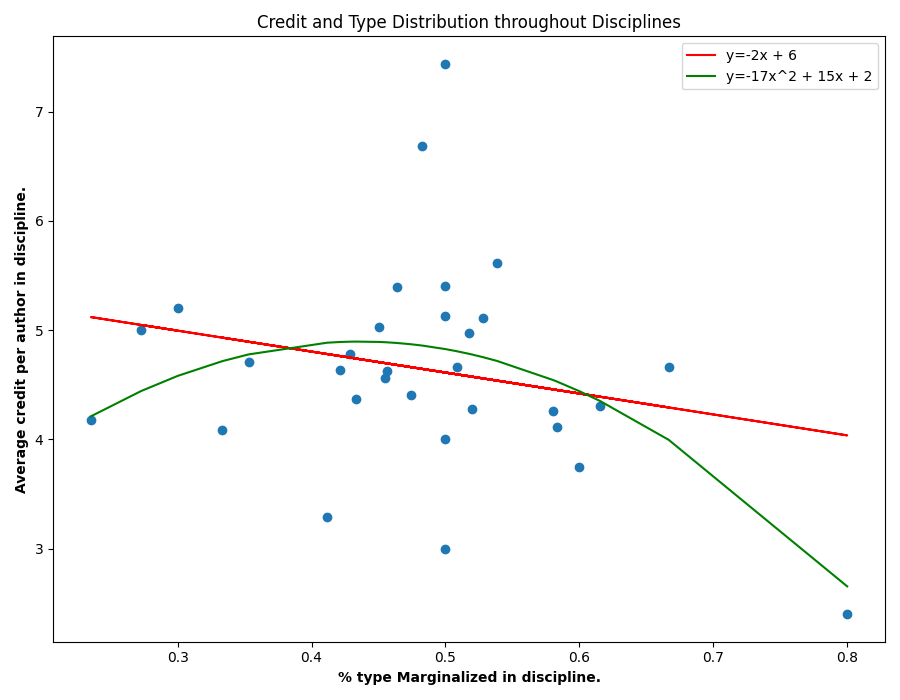 Credit and Type Distribution throughout Disciplines
y=-2x + 6
y=-17x^2 + 15x + 2
Average credit per author in discipline.
7
6
5
4
3
0.3 0.4 0.5 0.6 0.7 0.8
% type Marginalized in discipline.